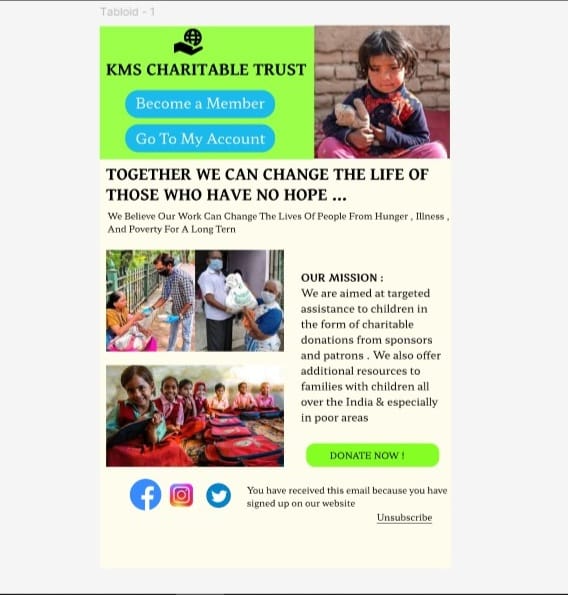 Tabloid - 1
KMS CHARITABLE TRUST
Become a Member
Go To My Account
TOGETHER WE CAN CHANGE THE LIFE OF
THOSE WHO HAVE NO HOPE ...
We Believe Our Work Can Change The Lives Of People From Hunger , Illness ,
And Poverty For A Long Tern
OUR MISSION :
We are aimed at targeted
assistance to children in
the form of charitable
donations from sponsors
and patrons . We also offer
additional resources to
families with children all
over the India & especially
in poor areas
DONATE NOW !
You have received this email because you have
signed up on our website
Unsubscribe